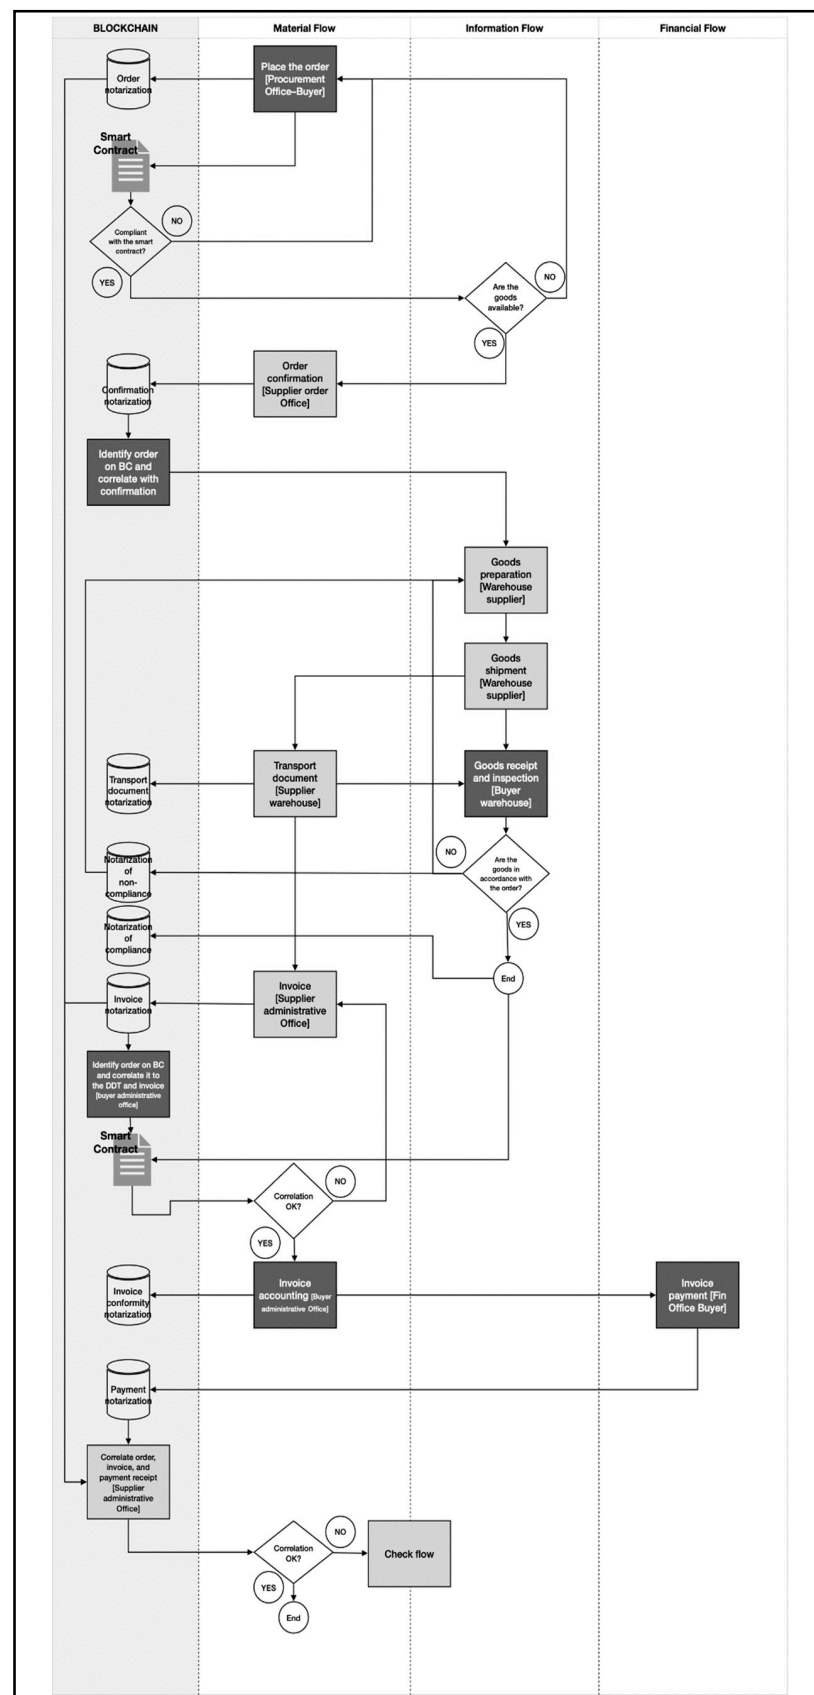 BLOCKCHAIN
Material Flow
Information Flow
Financial Flow
Order
notarization
Place the order
[Procurement
Office–Buyer]
Smart
Contract
NO
Compliant
with the smart
contract?
YES
NO
Are the
goods
available?
YES
Confirmation
notarization
Order
confirmation
[Supplier order
Office]
Identify order
on BC and
correlate with
confirmation
Goods
preparation
[Warehouse
supplier]
Goods
shipment
[Warehouse
supplier]
Transport
document
notarization
Transport
document
[Supplier
warehouse]
Goods receipt
and inspection
[Buyer
warehouse]
Notarization
of
non-
compliance
NO
Are the
goods in
accordance with
the order?
YES
Notarization
of
compliance
End
Invoice
notarization
Invoice
[Supplier
administrative
Office]
Identify order on BC
and correlate it to
the DDT and invoice
[buyer administrative
office]
Smart
Contract
Correlation
OK?
NO
YES
Invoice
conformity
notarization
Invoice
accounting [Buyer
administrative Office]
Invoice
payment [Fin
Office Buyer]
Payment
notarization
Correlate order,
invoice, and
payment receipt
[Supplier
administrative
Office]
Correlation
OK?
NO
Check flow
YES
End